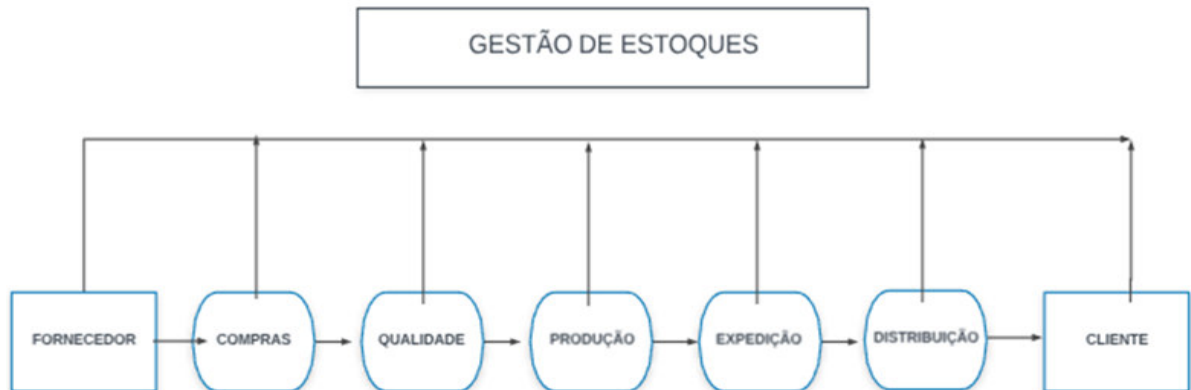 GESTÃO DE ESTOQUES
FORNECEDOR
COMPRAS
QUALIDADE
PRODUÇÃO
EXPEDIÇÃO
DISTRIBUIÇÃO
CLIENTE